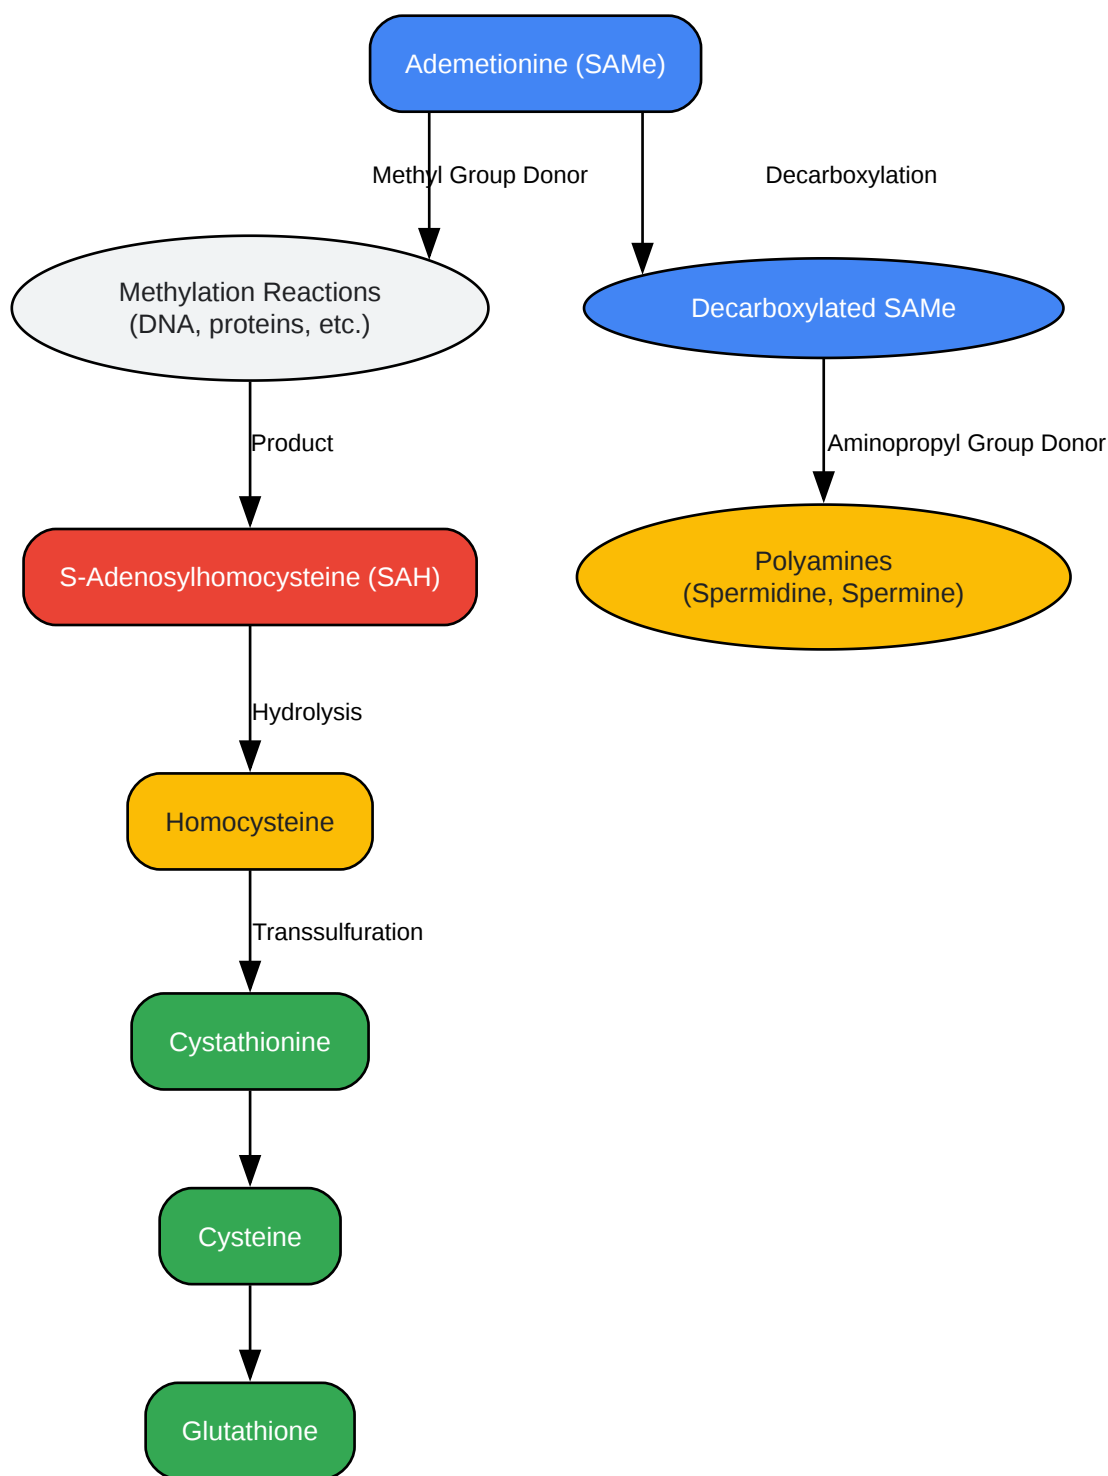 Ademetionine (SAMe)
Methyl Group Donor
Decarboxylation
Methylation Reactions
(DNA, proteins, etc.)
Decarboxylated SAMe
Product
Aminopropyl Group Donor
S-Adenosylhomocysteine (SAH)
Polyamines
(Spermidine, Spermine)
Hydrolysis
Homocysteine
Transsulfuration
Cystathionine
Cysteine
Glutathione